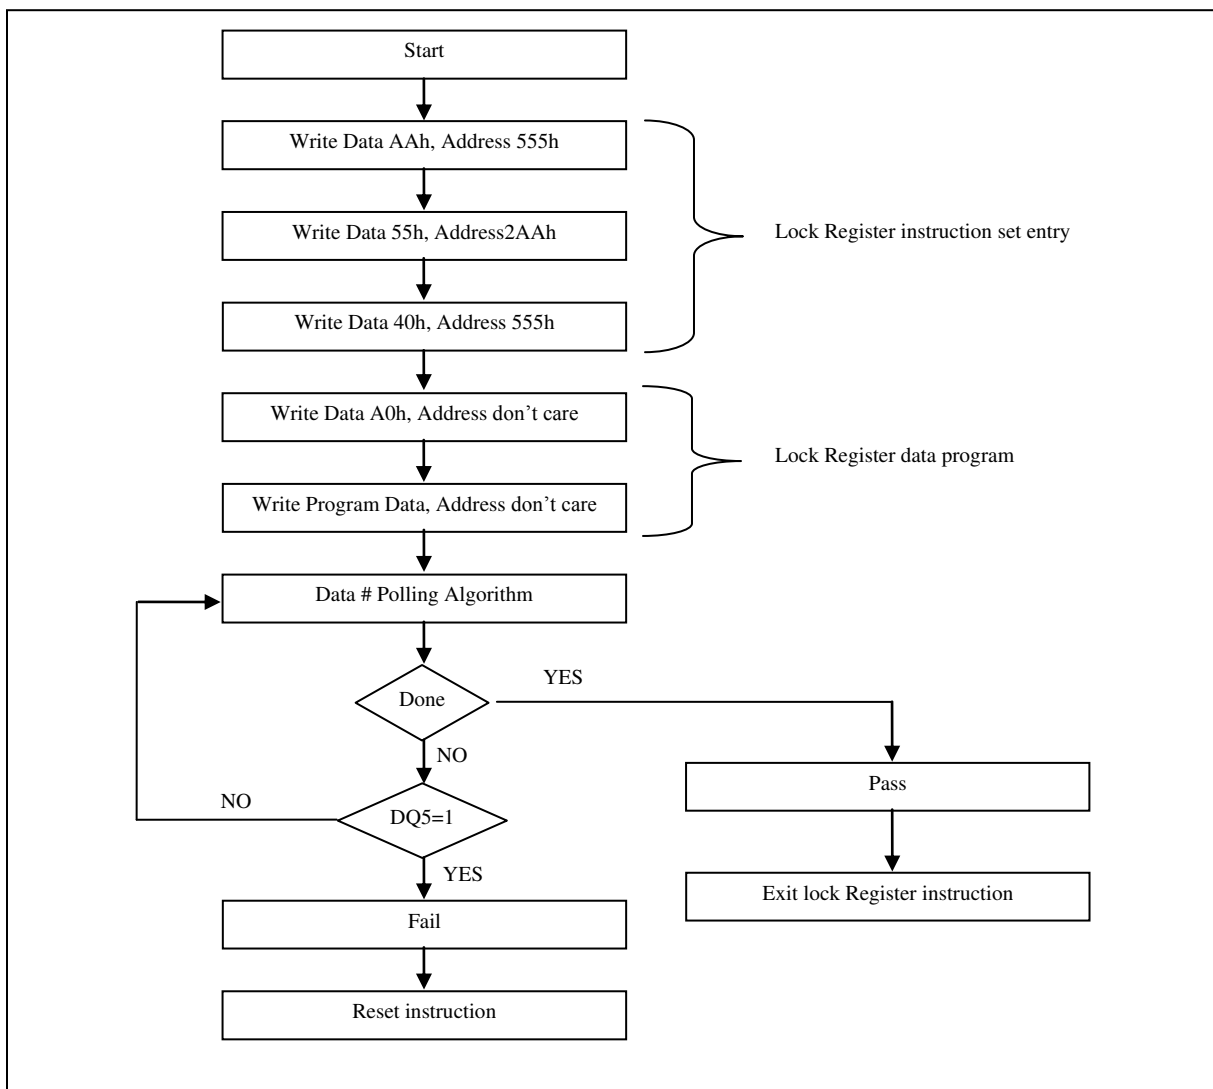 Start
Write Data AAh, Address 555h
Write Data 55h, Address2AAh
Lock Register instruction set entry
Write Data 40h, Address 555h
Write Data A0h, Address don’t care
Lock Register data program
Write Program Data, Address don’t care
Data # Polling Algorithm
YES
Done
NO
Pass
NO
DQ5=1
YES
Exit lock Register instruction
Fail
Reset instruction